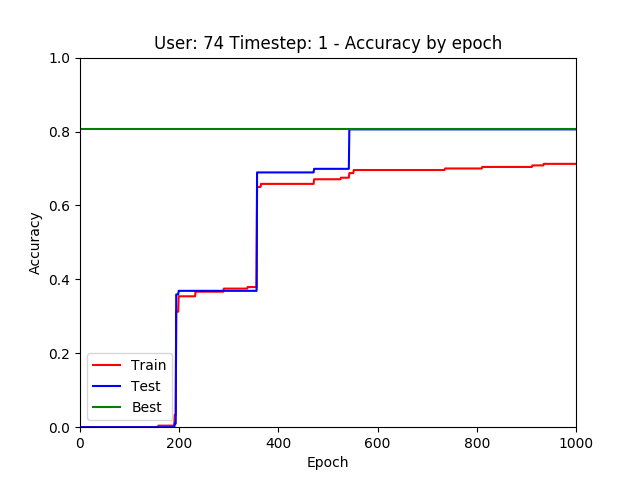 User: 74 Timestep: 1 - Accuracy by epoch
1.0
0.8
0.6
0.4
0.2
0.0
Accuracy
Train
Test
Best
0 200 400 600 800 1000
Epoch